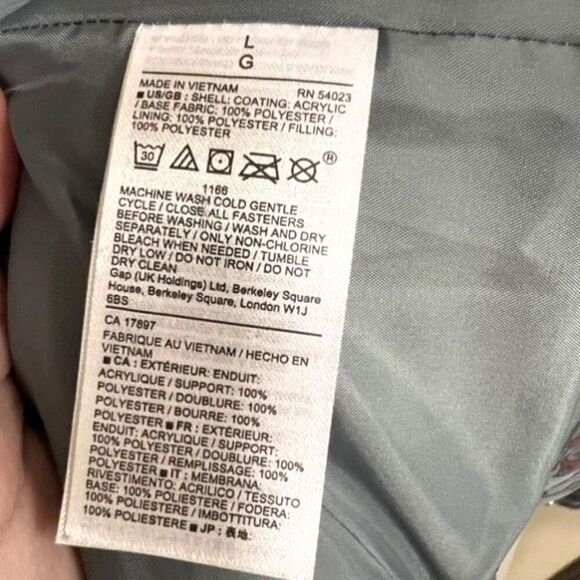 L
G
MADE IN VIETNAM RN 54023
■ US/GB : SHELL: COATING: ACRYLIC
/ BASE FABRIC: 100% POLYESTER /
LINING: 100% POLYESTER / FILLING:
100% POLYESTER
30 ®
1166
MACHINE WASH COLD GENTLE
CYCLE / CLOSE ALL FASTENERS
BEFORE WASHING / WASH AND DRY
SEPARATELY / ONLY NON-CHLORINE
BLEACH WHEN NEEDED / TUMBLE
DRY LOW / DO NOT IRON / DO NOT
DRY CLEAN
Gap (UK Holdings) Ltd, Berkeley Square
House, Berkeley Square, London W1J
6BS
CA 17897
FABRIQUE AU VIETNAM / HECHO EN
VIETNAM
■ CA : EXTÉRIEUR: ENDUIT:
ACRYLIQUE / SUPPORT: 100%
POLYESTER / DOUBLURE: 100%
POLYESTER / BOURRE: 100%
POLYESTER ■ FR : EXTÉRIEUR:
ENDUIT: ACRYLIQUE / SUPPORT:
100% POLYESTER / DOUBLURE: 100%
POLYESTER / REMPLISSAGE: 100%
POLYESTER ■ IT : MEMBRANA:
RIVESTIMENTO: ACRILICO / TESSUTO
BASE: 100% POLIESTERE / FODERA:
100% POLIESTERE / IMBOTTITURA:
100% POLIESTERE ■ JP : 表地: